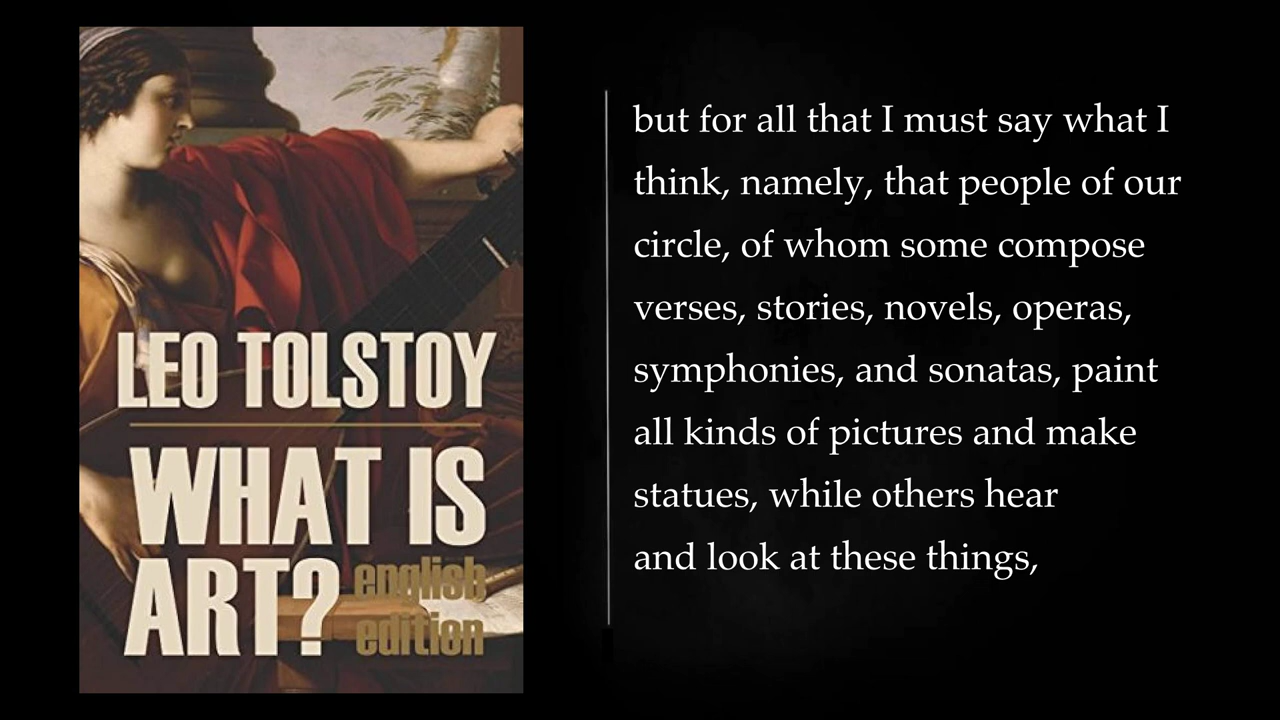 LEO TOLSTOY
WHAT IS
ART?
english
edition
but for all that I must say what I
think, namely, that people of our
circle, of whom some compose
verses, stories, novels, operas,
symphonies, and sonatas, paint
all kinds of pictures and make
statues, while others hear
and look at these things,